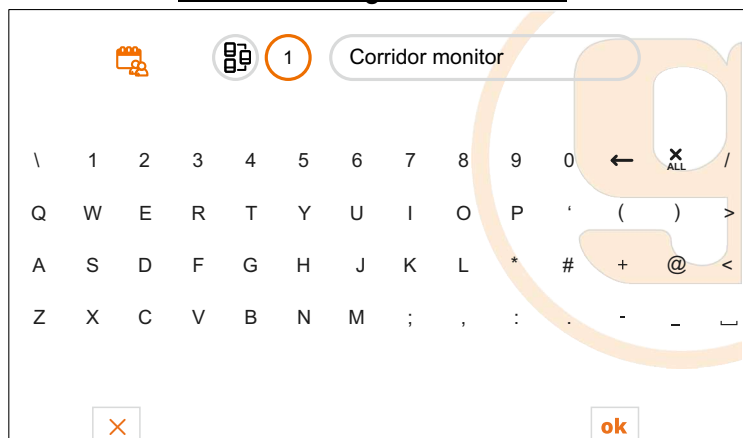 1 Corridor monitor
\ 1 2 3 4 5 6 7 8 9 0 ← × ALL /
Q W E R T Y U I O P ‘ ( ) >
A S D F G H J K L * # + @ <
Z X C V B N M ; , : . - _ ⎵
× ok